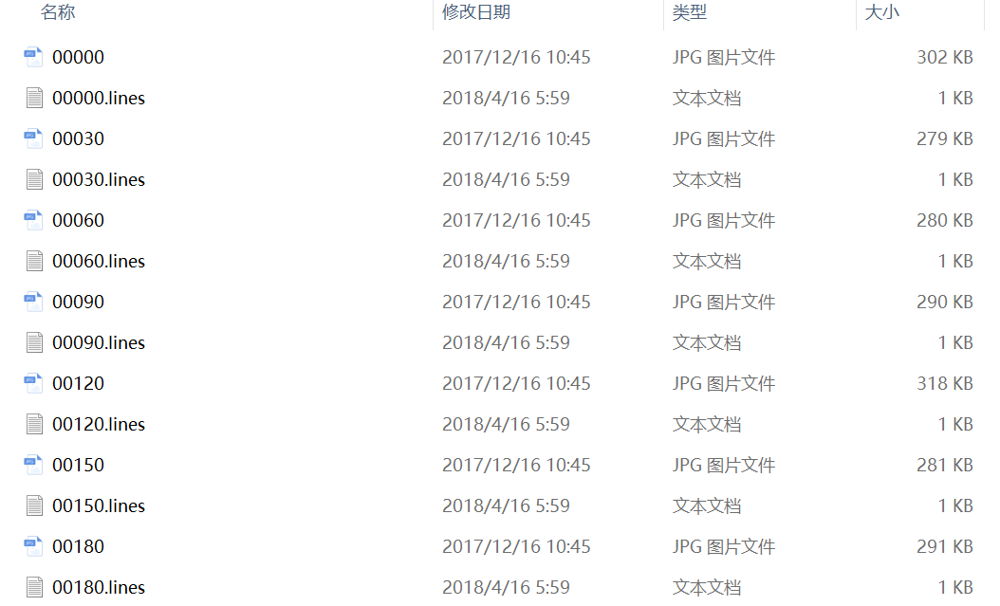 名称 修改日期 类型 大小
00000 2017/12/16 10:45 JPG 图片文件 302 KB
00000.lines 2018/4/16 5:59 文本文档 1 KB
00030 2017/12/16 10:45 JPG 图片文件 279 KB
00030.lines 2018/4/16 5:59 文本文档 1 KB
00060 2017/12/16 10:45 JPG 图片文件 280 KB
00060.lines 2018/4/16 5:59 文本文档 1 KB
00090 2017/12/16 10:45 JPG 图片文件 290 KB
00090.lines 2018/4/16 5:59 文本文档 1 KB
00120 2017/12/16 10:45 JPG 图片文件 318 KB
00120.lines 2018/4/16 5:59 文本文档 1 KB
00150 2017/12/16 10:45 JPG 图片文件 281 KB
00150.lines 2018/4/16 5:59 文本文档 1 KB
00180 2017/12/16 10:45 JPG 图片文件 291 KB
00180.lines 2018/4/16 5:59 文本文档 1 KB